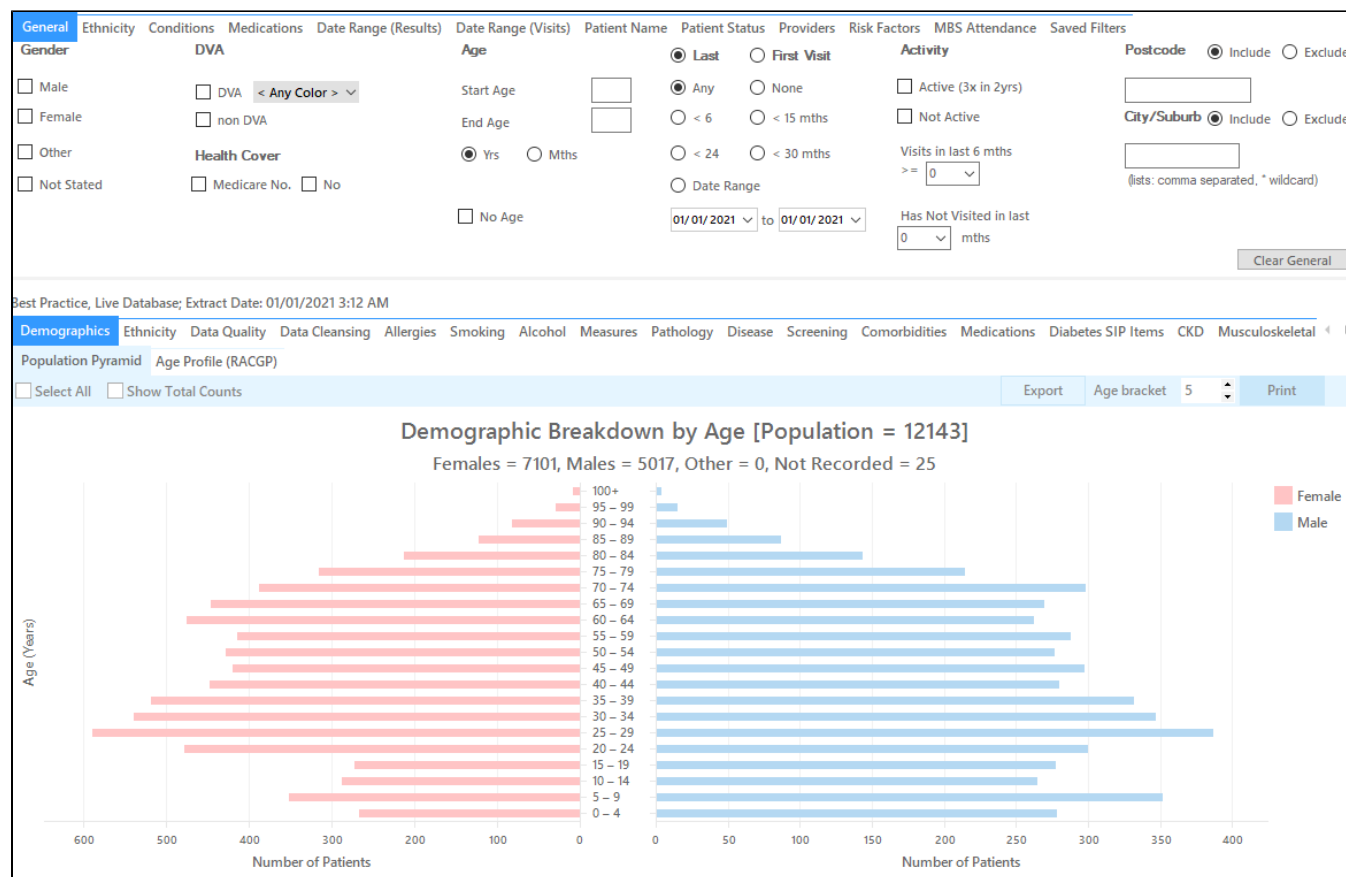 General Ethnicity Conditions Medications Date Range (Results) Date Range (Visits) Patient Name Patient Status Providers Risk Factors MBS Attendance Saved Filters
Gender DVA Age Last First Visit Activity Postcode Include Exclude
Male DVA < Any Color > Start Age Any None Active (3x in 2yrs)
Female non DVA End Age < 6 < 15 mths Not Active City/Suburb Include Exclude
Other Health Cover Yrs Mths < 24 < 30 mths Visits in last 6 mths
>= 0
Not Stated Medicare No. No Date Range (lists: comma separated, * wildcard)
No Age 01/01/2021 to 01/01/2021 Has Not Visited in last
0 mths
Clear General
Best Practice, Live Database; Extract Date: 01/01/2021 3:12 AM
Demographics Ethnicity Data Quality Data Cleansing Allergies Smoking Alcohol Measures Pathology Disease Screening Comorbidities Medications Diabetes SIP Items CKD Musculoskeletal
Population Pyramid Age Profile (RACGP)
Select All Show Total Counts Export Age bracket 5 Print
Demographic Breakdown by Age [Population = 12143]
Females = 7101, Males = 5017, Other = 0, Not Recorded = 25
100+
95 – 99
90 – 94
85 – 89
80 – 84
75 – 79
70 – 74
65 – 69
60 – 64
55 – 59
50 – 54
45 – 49
40 – 44
35 – 39
30 – 34
25 – 29
20 – 24
15 – 19
10 – 14
5 – 9
0 – 4
Female
Male
Age (Years)
600 500 400 300 200 100 0 0 50 100 150 200 250 300 350 400
Number of Patients Number of Patients